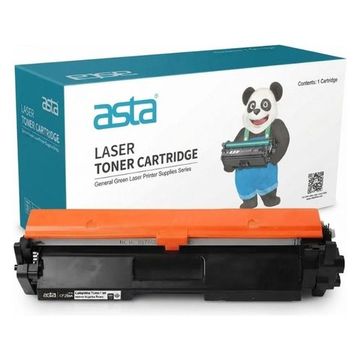 Contents: 1 Cartridge
asta
LASER
TONER CARTRIDGE
General Green Laser Printer Supplies Series
asta